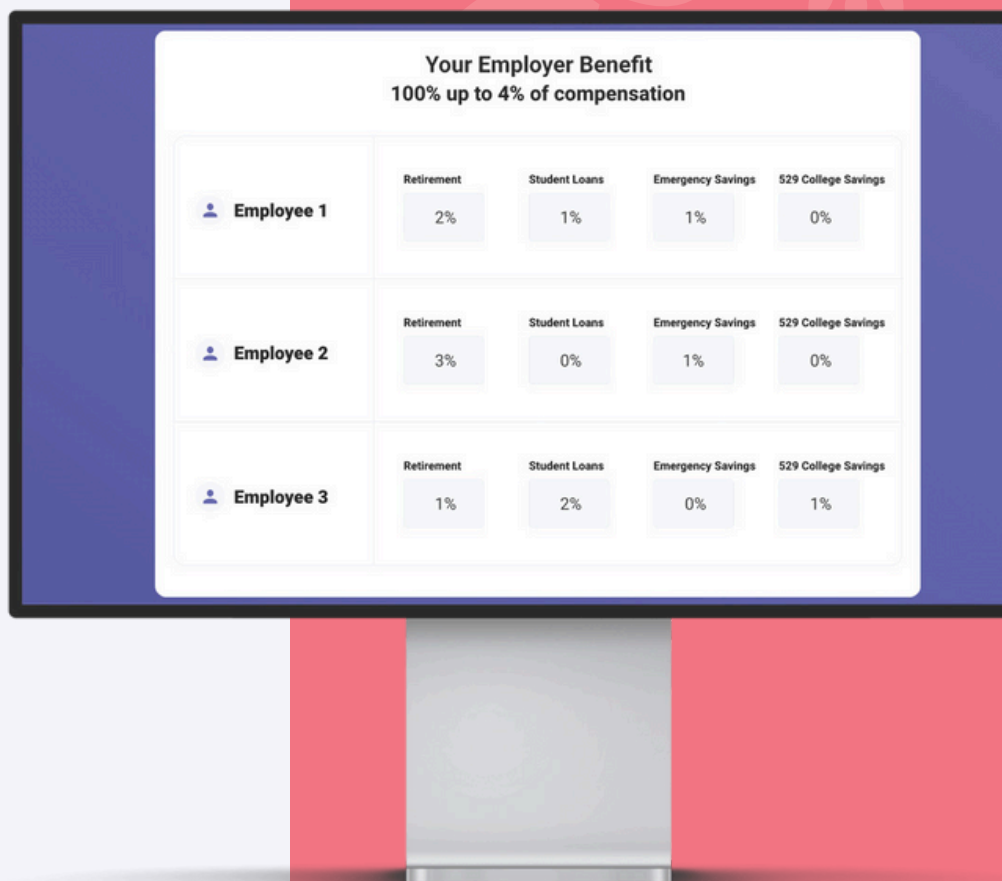 Your Employer Benefit
100% up to 4% of compensation
Employee 1
Retirement Student Loans Emergency Savings 529 College Savings
2% 1% 1% 0%
Employee 2
Retirement Student Loans Emergency Savings 529 College Savings
3% 0% 1% 0%
Employee 3
Retirement Student Loans Emergency Savings 529 College Savings
1% 2% 0% 1%